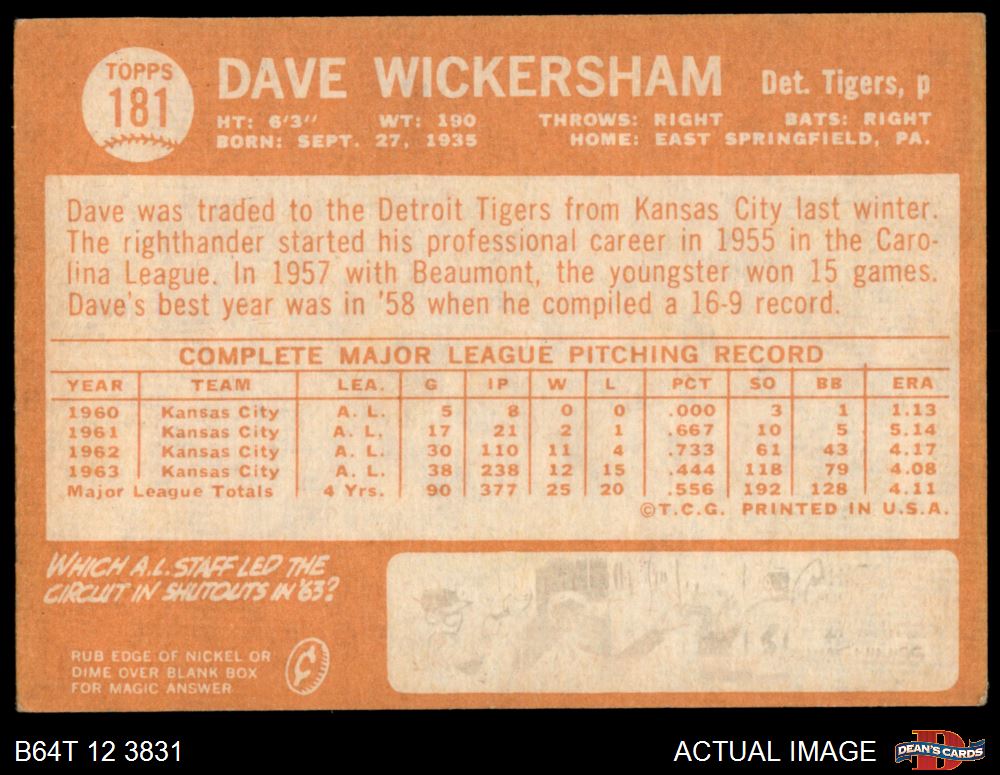 TOPPS
181
DAVE WICKERSHAM Det. Tigers, p
HT: 6'3" WT: 190 THROWS: RIGHT BATS: RIGHT
BORN: SEPT. 27, 1935 HOME: EAST SPRINGFIELD, PA.
Dave was traded to the Detroit Tigers from Kansas City last winter.
The righthander started his professional career in 1955 in the Caro-
lina League. In 1957 with Beaumont, the youngster won 15 games.
Dave's best year was in '58 when he compiled a 16-9 record.
COMPLETE MAJOR LEAGUE PITCHING RECORD
YEAR TEAM LEA. G IP W L PCT SO BB ERA
1960 Kansas City A. L. 5 8 0 0 .000 3 1 1.13
1961 Kansas City A. L. 17 21 2 1 .667 10 5 5.14
1962 Kansas City A. L. 30 110 11 4 .733 61 43 4.17
1963 Kansas City A. L. 38 238 12 15 .444 118 79 4.08
Major League Totals 4 Yrs. 90 377 25 20 .556 192 128 4.11
©T.C.G. PRINTED IN U.S.A.
WHICH A.L. STAFF LED THE
CIRCUIT IN SHUTOUTS IN '63?
RUB EDGE OF NICKEL OR
DIME OVER BLANK BOX
FOR MAGIC ANSWER
B64T 12 3831 ACTUAL IMAGE DEAN'S CARDS